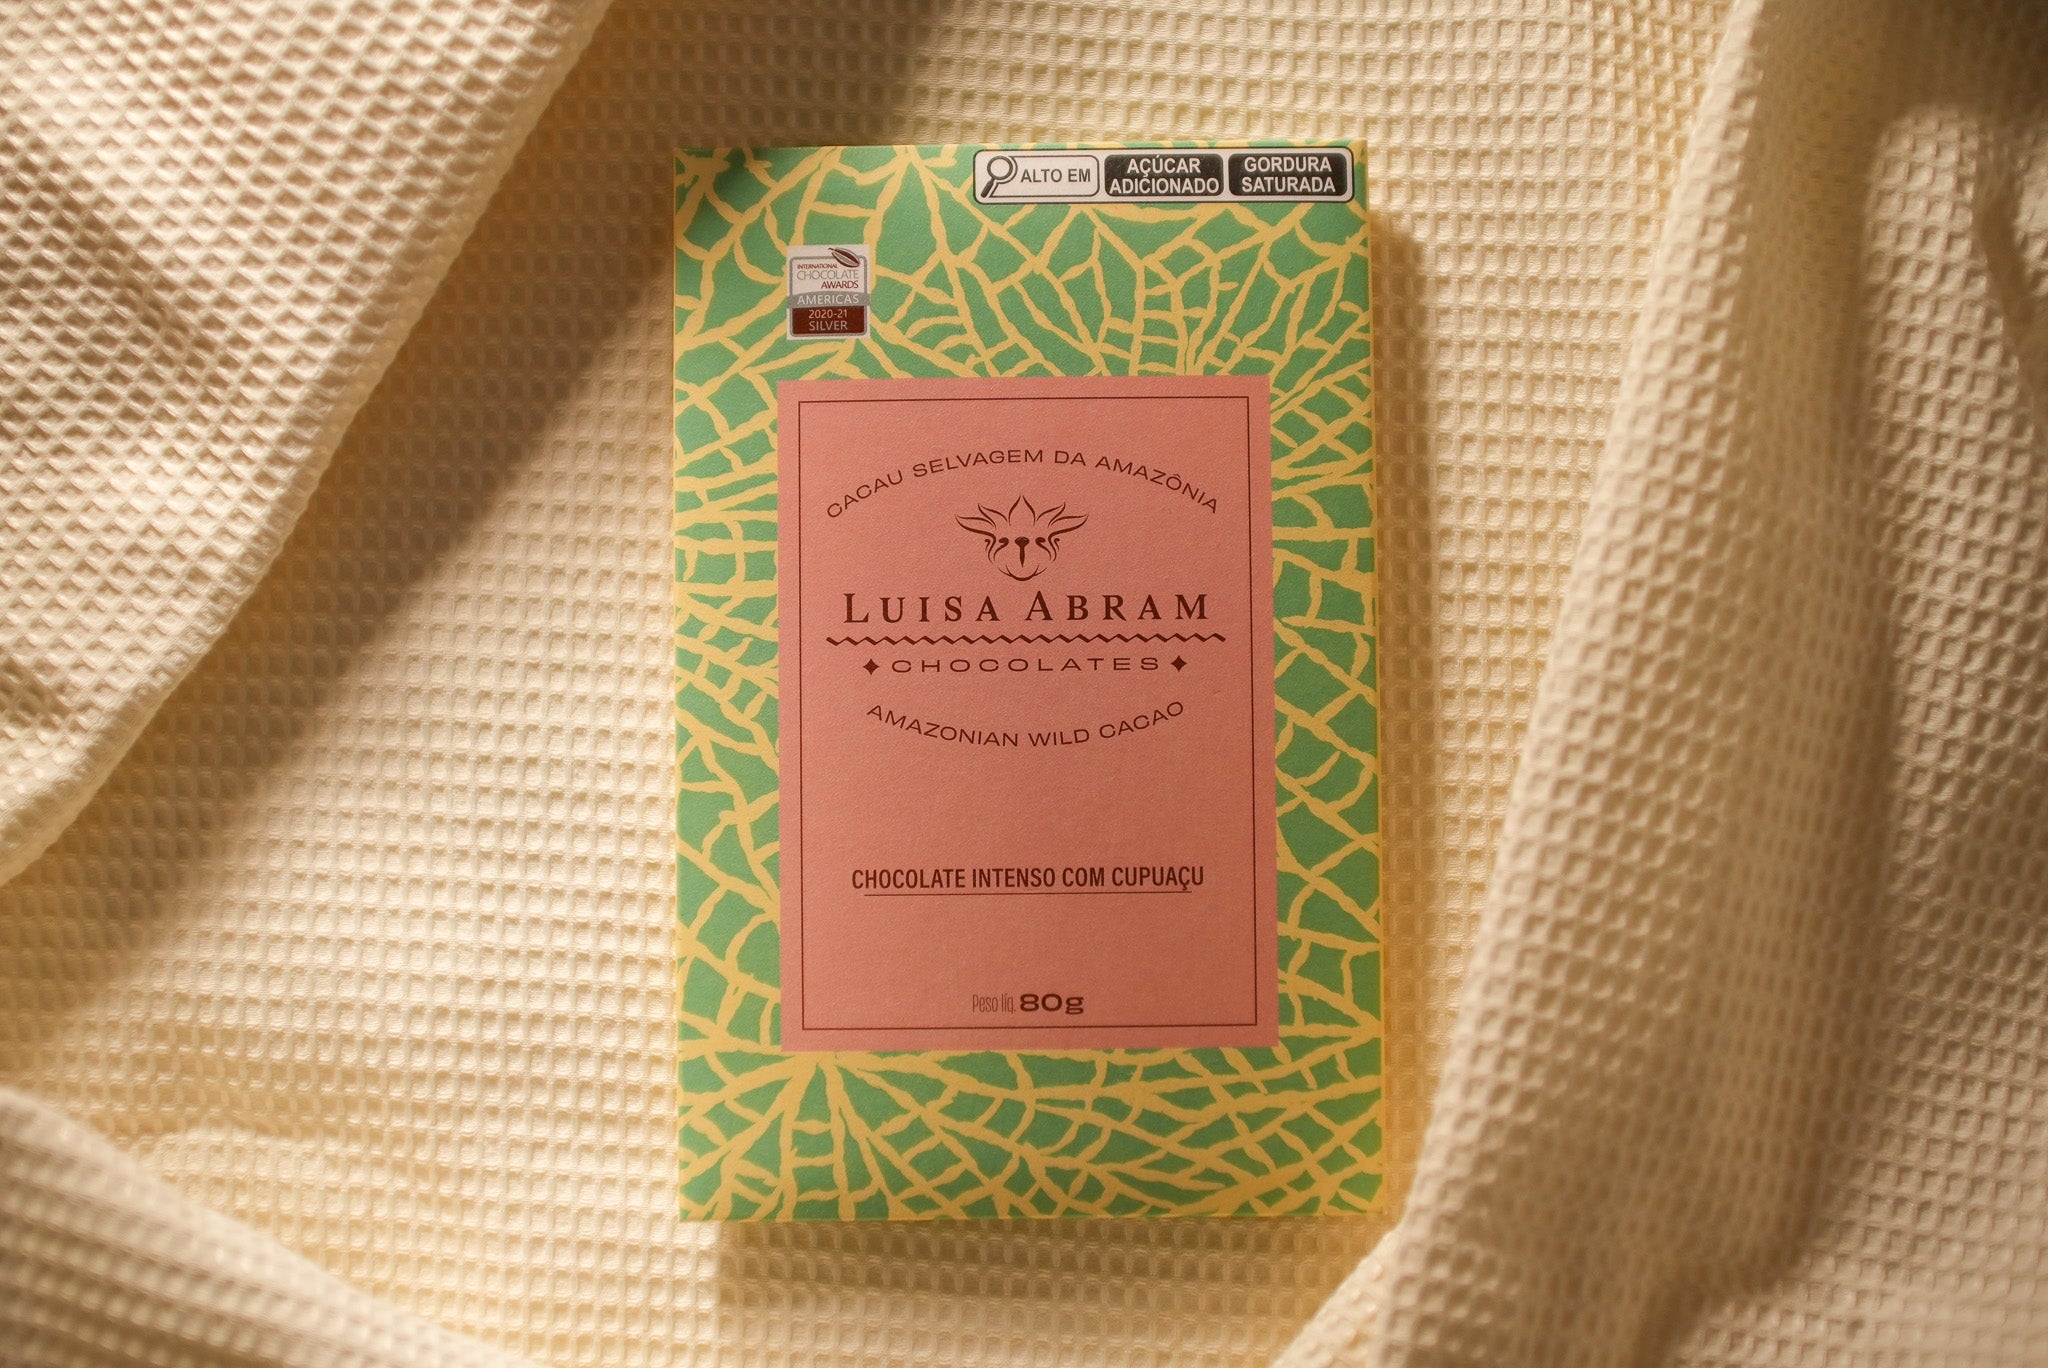 ALTO EM
AÇÚCAR
ADICIONADO
GORDURA
SATURADA
INTERNATIONAL
CHOCOLATE
AWARDS
AMERICAS
2020-21
SILVER
CACAU SELVAGEM DA AMAZÔNIA
LUISA ABRAM
CHOCOLATES
AMAZONIAN WILD CACAO
CHOCOLATE INTENSO COM CUPUAÇU
Peso líq. 80g